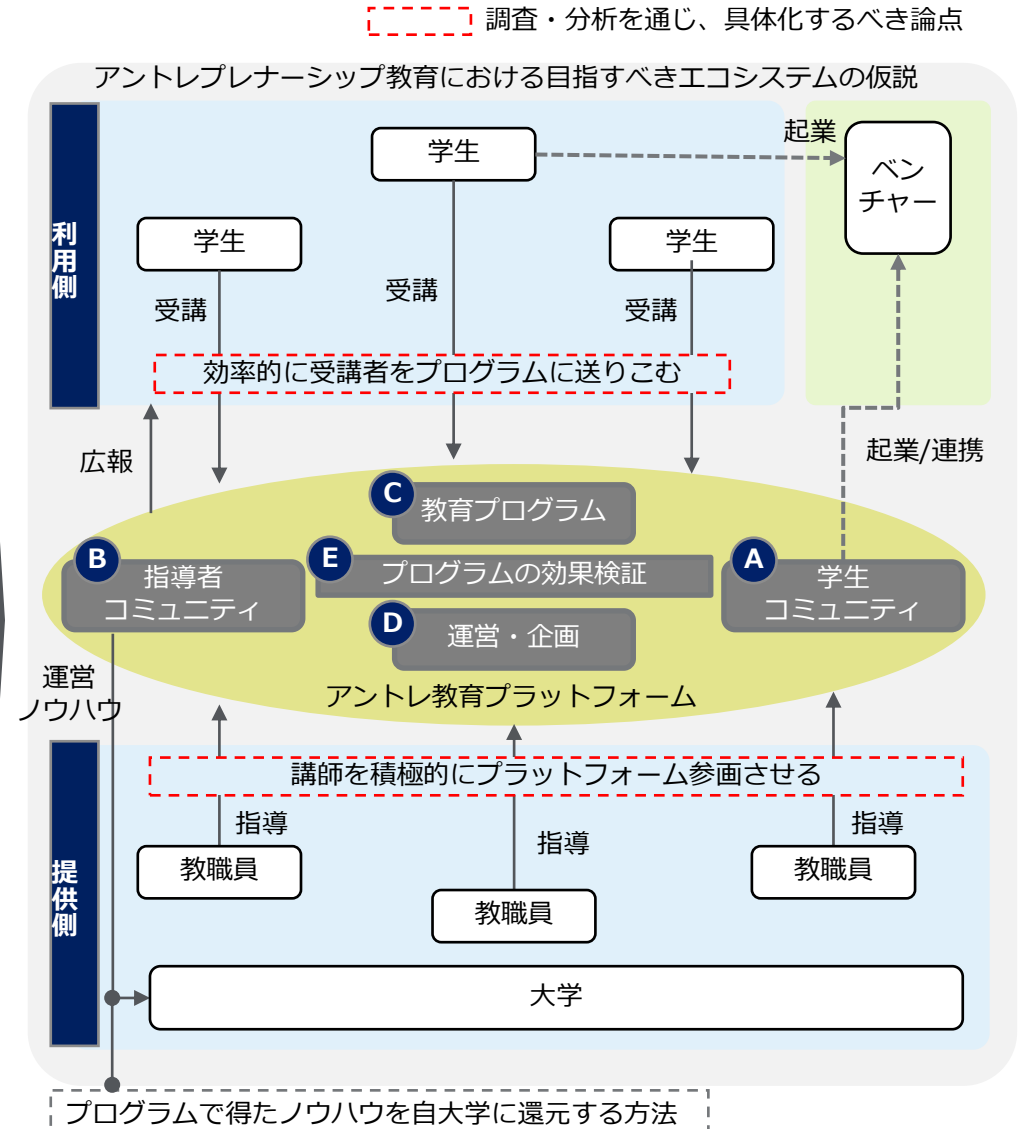 調査・分析を通じ、具体化するべき論点
アントレプレナーシップ教育における目指すべきエコシステムの仮説
利用側
学生
起業
ベン
チャー
学生
学生
受講
受講
受講
効率的に受講者をプログラムに送りこむ
広報
起業/連携
C
教育プログラム
B
指導者
コミュニティ
E
プログラムの効果検証
A
学生
コミュニティ
D
運営・企画
アントレ教育プラットフォーム
運営
ノウハウ
提供側
講師を積極的にプラットフォーム参画させる
指導
指導
指導
教職員
教職員
教職員
大学
プログラムで得たノウハウを自大学に還元する方法